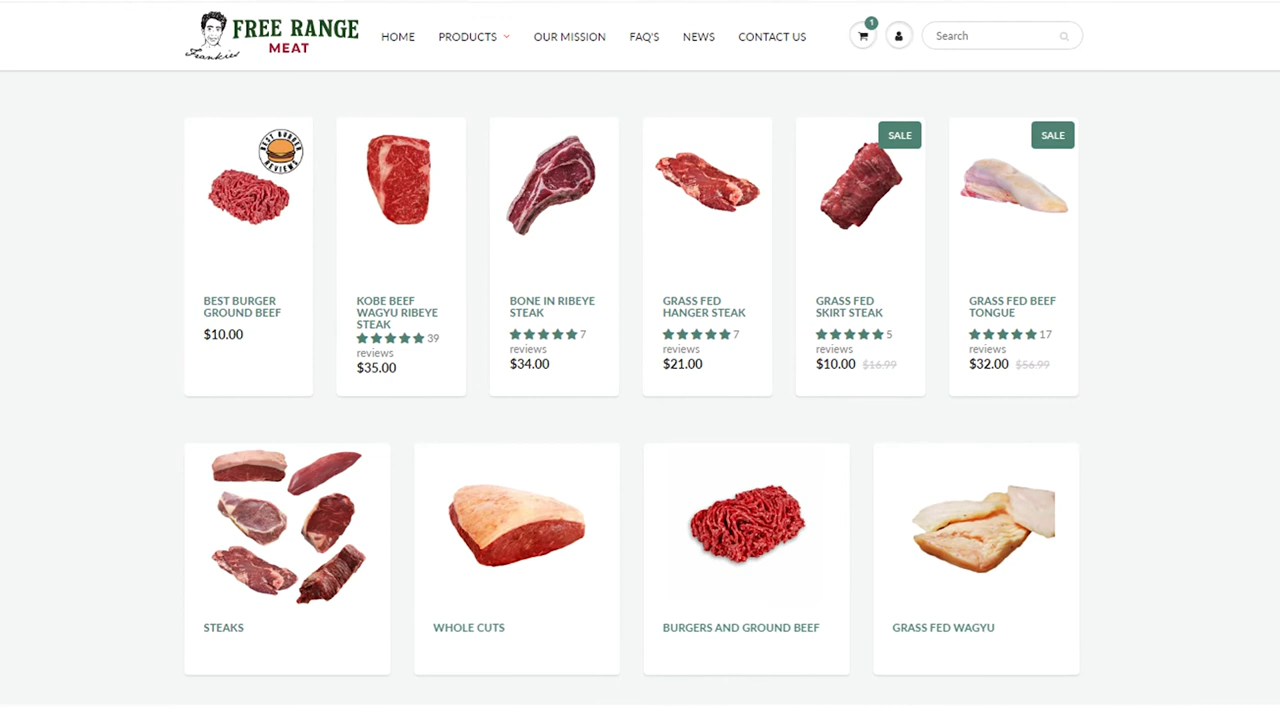 FREE RANGE
MEAT
Frankies
HOME
PRODUCTS
OUR MISSION
FAQ'S
NEWS
CONTACT US
1
Search
BEST BURGER
REVIEWS
BEST BURGER
GROUND BEEF
$10.00
KOBE BEEF
WAGYU RIBEYE
STEAK
39
reviews
$35.00
BONE IN RIBEYE
STEAK
7
reviews
$34.00
GRASS FED
HANGER STEAK
7
reviews
$21.00
SALE
GRASS FED
SKIRT STEAK
5
reviews
$10.00 $16.99
SALE
GRASS FED BEEF
TONGUE
17
reviews
$32.00 $56.99
STEAKS
WHOLE CUTS
BURGERS AND GROUND BEEF
GRASS FED WAGYU